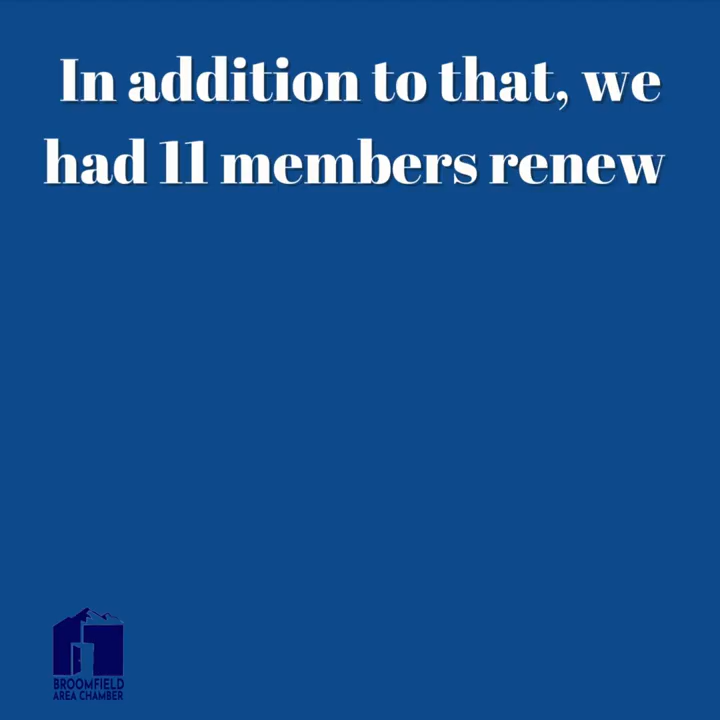 In addition to that, we
had 11 members renew
BROOMFIELD
AREA CHAMBER